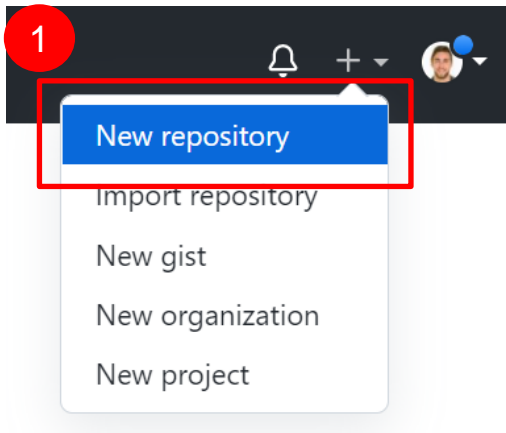 1
New repository
Import repository
New gist
New organization
New project